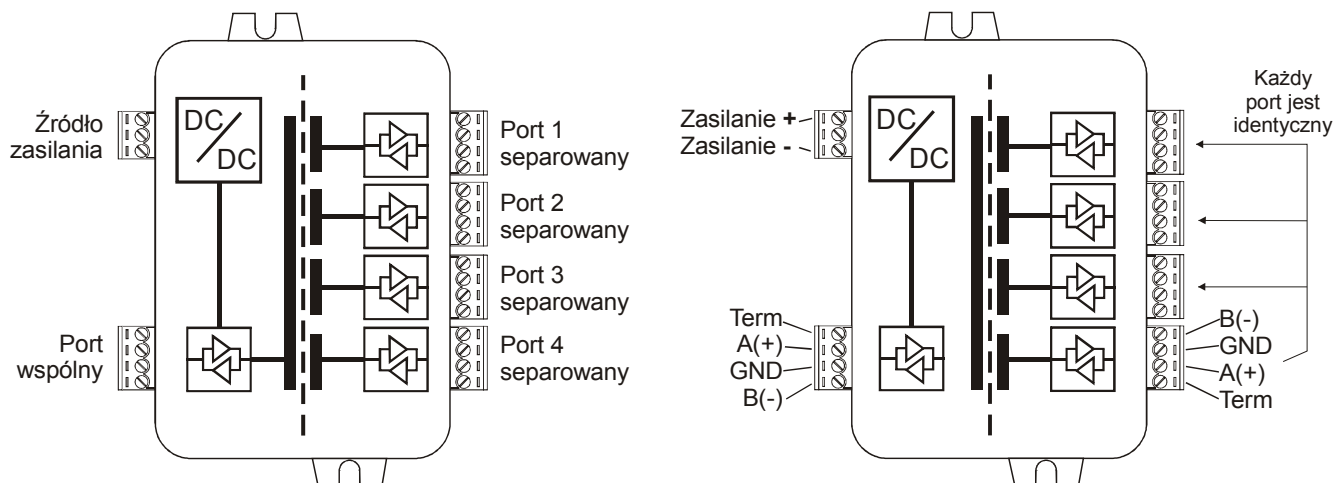 Źródło
zasilania
DC
DC
Port
wspólny
Port 1
separowany
Port 2
separowany
Port 3
separowany
Port 4
separowany
Zasilanie +
Zasilanie -
DC
DC
Term
A(+)
GND
B(-)
Każdy
port jest
identyczny
B(-)
GND
A(+)
Term